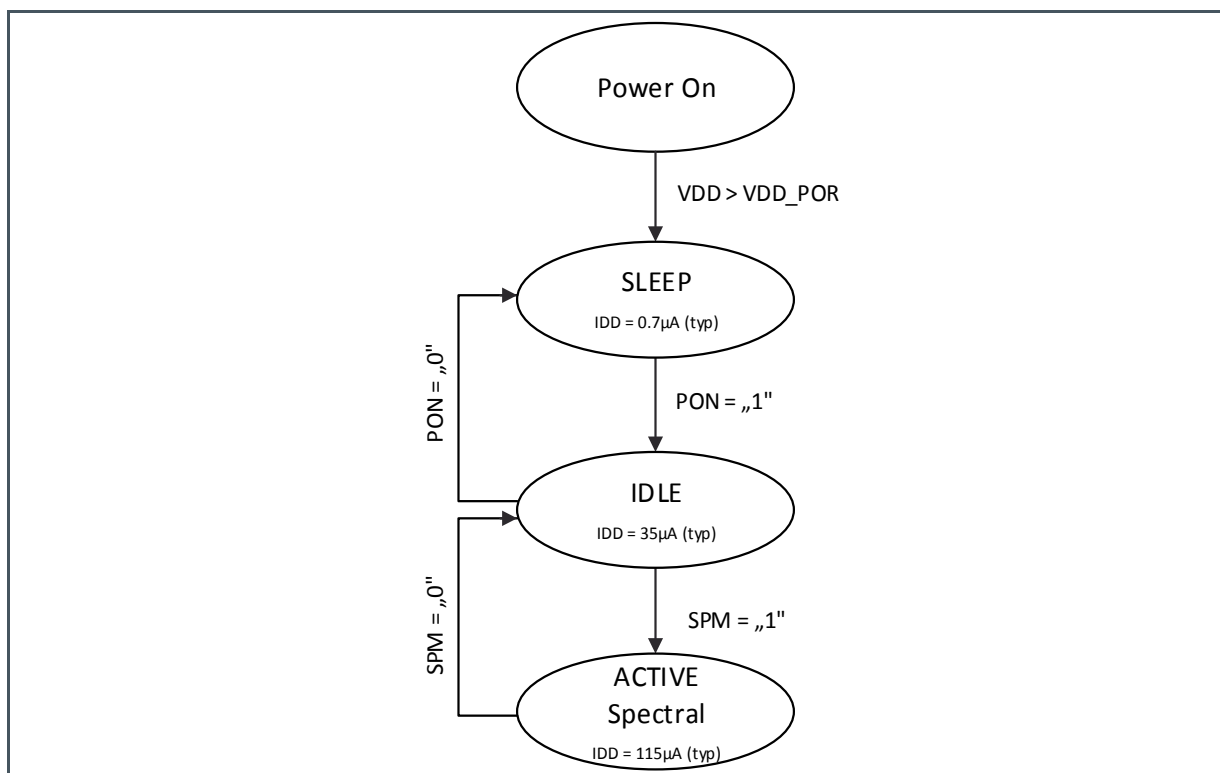 Power On
VDD > VDD_POR
SLEEP
IDD = 0.7µA (typ)
PON = „0"
PON = „1"
IDLE
IDD = 35µA (typ)
SPM = „0"
SPM = „1"
ACTIVE
Spectral
IDD = 115µA (typ)